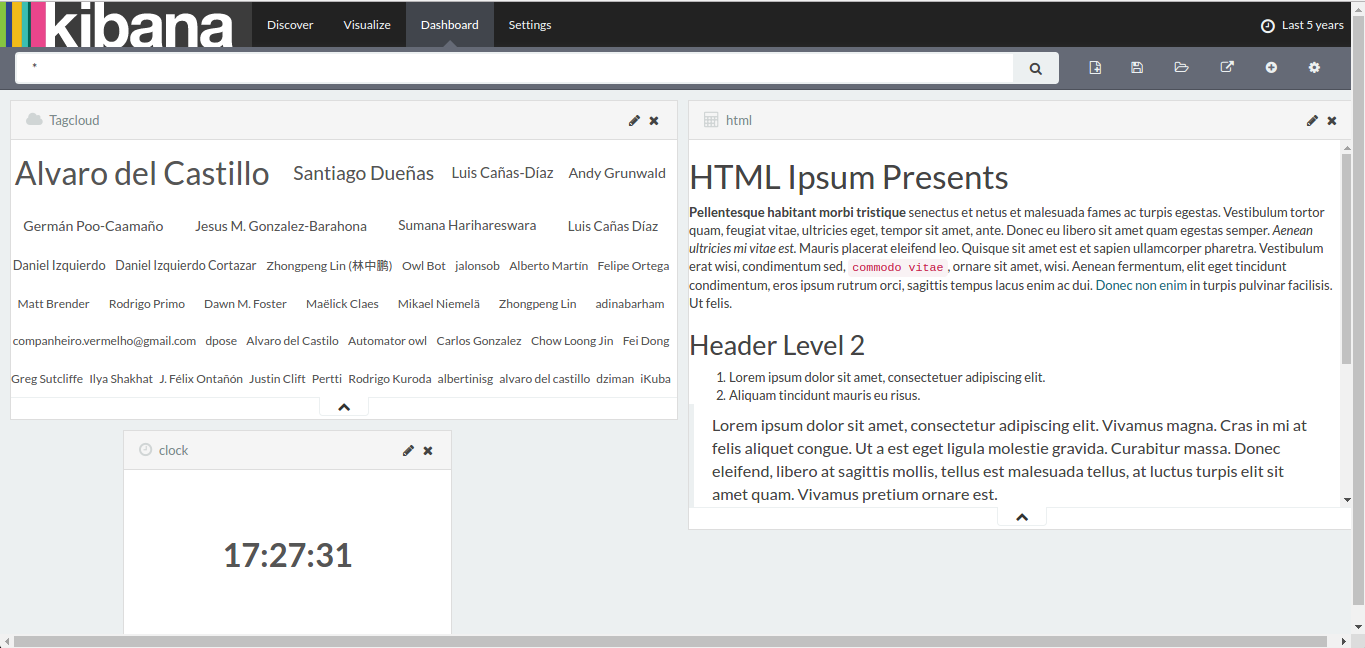 kibana Discover Visualize Dashboard Settings Last 5 years
*
Tagcloud
Alvaro del Castillo Santiago Dueñas Luis Cañas-Díaz Andy Grunwald
Germán Poo-Caamaño Jesus M. Gonzalez-Barahona Sumana Harihareswara Luis Cañas Díaz
Daniel Izquierdo Daniel Izquierdo Cortazar Zhongpeng Lin (林中鹏) Owl Bot jalonsob Alberto Martín Felipe Ortega
Matt Brender Rodrigo Primo Dawn M. Foster Maëlick Claes Mikael Niemelä Zhongpeng Lin adinabarham
companheiro.vermelho@gmail.com dpose Alvaro del Castilo Automator owl Carlos Gonzalez Chow Loong Jin Fei Dong
Greg Sutcliffe Ilya Shakhat J. Félix Ontañón Justin Clift Pertti Rodrigo Kuroda albertinisg alvaro del castillo dziman iKuba
html
HTML Ipsum Presents
Pellentesque habitant morbi tristique senectus et netus et malesuada fames ac turpis egestas. Vestibulum tortor
quam, feugiat vitae, ultricies eget, tempor sit amet, ante. Donec eu libero sit amet quam egestas semper. Aenean
ultricies mi vitae est. Mauris placerat eleifend leo. Quisque sit amet est et sapien ullamcorper pharetra. Vestibulum
erat wisi, condimentum sed, commodo vitae, ornare sit amet, wisi. Aenean fermentum, elit eget tincidunt
condimentum, eros ipsum rutrum orci, sagittis tempus lacus enim ac dui. Donec non enim in turpis pulvinar facilisis.
Ut felis.
Header Level 2
1. Lorem ipsum dolor sit amet, consectetuer adipiscing elit.
2. Aliquam tincidunt mauris eu risus.
Lorem ipsum dolor sit amet, consectetur adipiscing elit. Vivamus magna. Cras in mi at
felis aliquet congue. Ut a est eget ligula molestie gravida. Curabitur massa. Donec
eleifend, libero at sagittis mollis, tellus est malesuada tellus, at luctus turpis elit sit
amet quam. Vivamus pretium ornare est.
clock
17:27:31